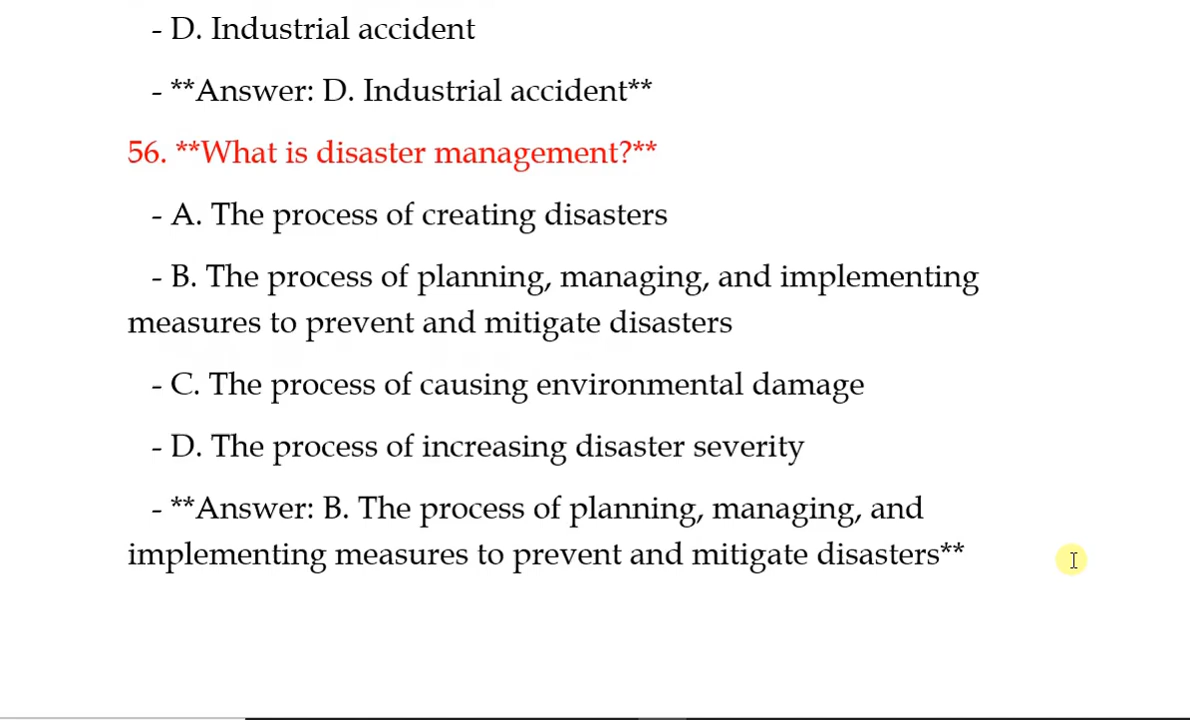 - D. Industrial accident
- **Answer: D. Industrial accident**
56. **What is disaster management?**
- A. The process of creating disasters
- B. The process of planning, managing, and implementing
measures to prevent and mitigate disasters
- C. The process of causing environmental damage
- D. The process of increasing disaster severity
- **Answer: B. The process of planning, managing, and
implementing measures to prevent and mitigate disasters**